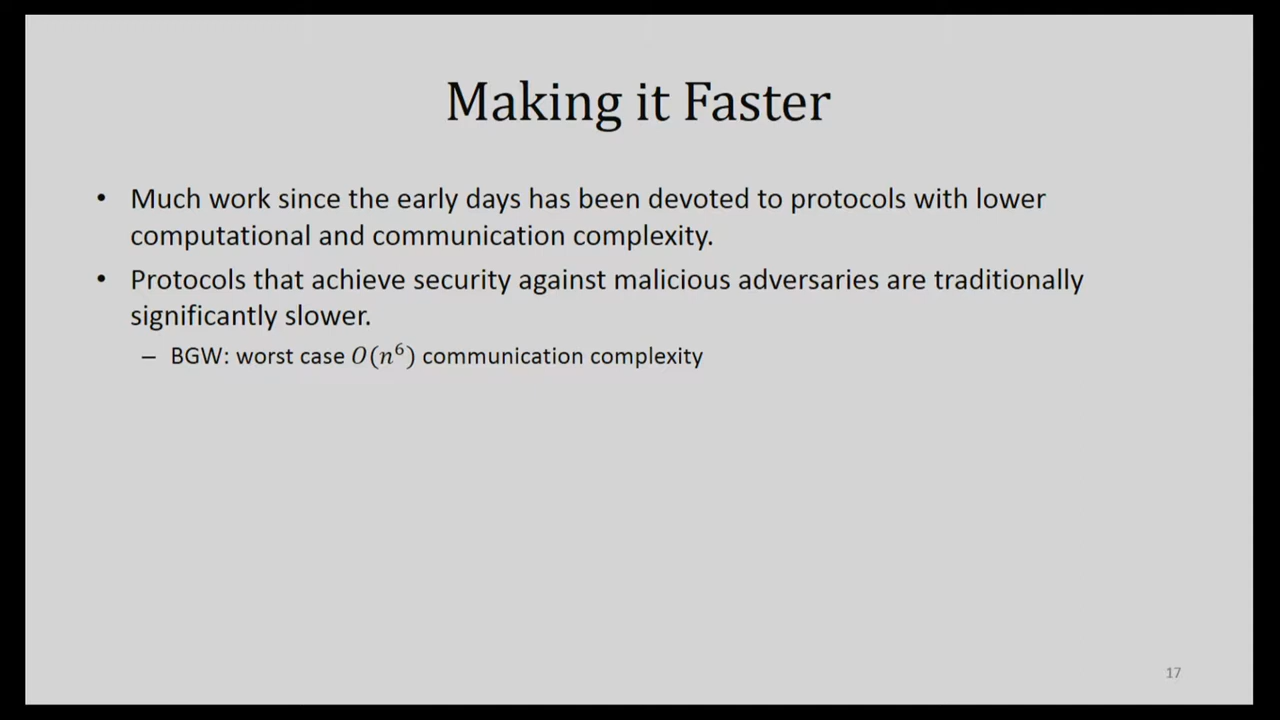 Making it Faster
• Much work since the early days has been devoted to protocols with lower
computational and communication complexity.
• Protocols that achieve security against malicious adversaries are traditionally
significantly slower.
– BGW: worst case O(n⁶) communication complexity
17